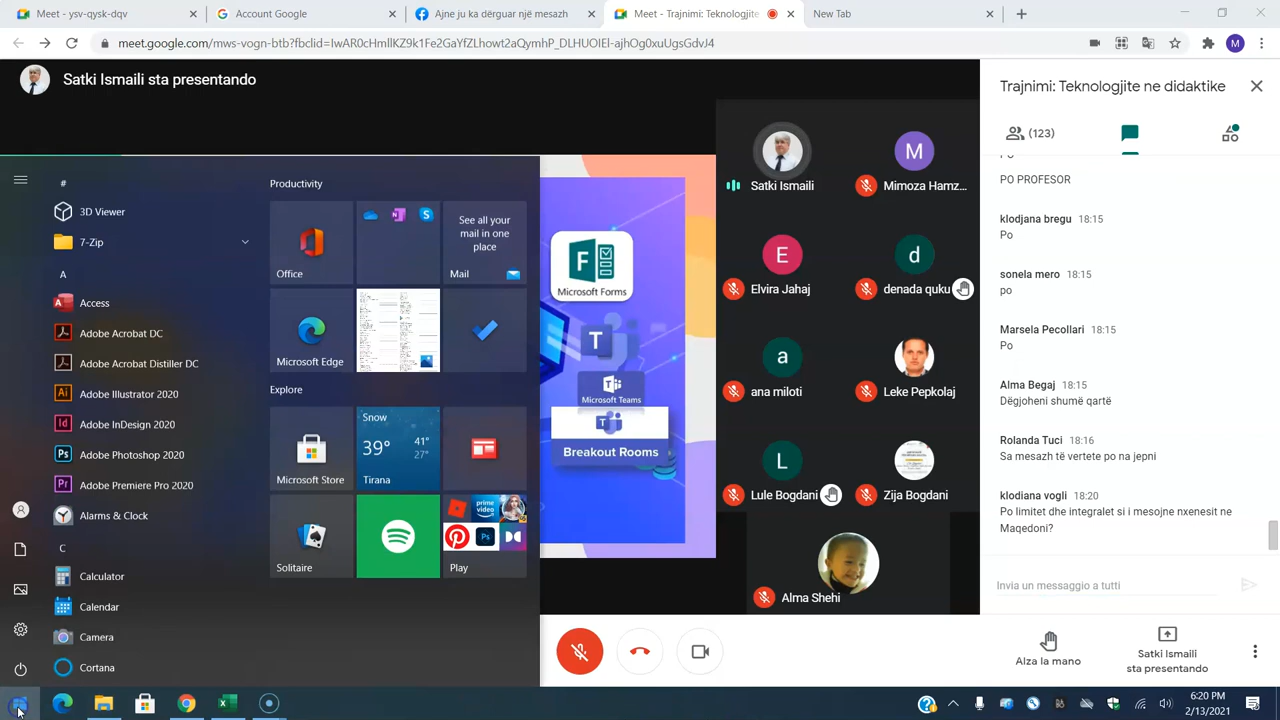 Meet - ysv-qysk-qdv
Account Google
Ajne ju ka dërguar një mesazh
Meet - Trajnimi: Teknologjite
New Tab
meet.google.com/mws-vogn-btb?fbclid=IwAR0cHmllKZ9k1Fe2GaYfZLhowt2aQymhP_DLHUOIEl-ajhOg0xuUgsGdvJ4
M
Satki Ismaili sta presentando
#
3D Viewer
7-Zip
A
Access
Adobe Acrobat DC
Adobe Acrobat Distiller DC
Adobe Illustrator 2020
Adobe InDesign 2020
Adobe Photoshop 2020
Adobe Premiere Pro 2020
Alarms & Clock
C
Calculator
Calendar
Camera
Cortana
Productivity
Office
See all your
mail in one
place
Mail
Microsoft Edge
Explore
Microsoft Store
Snow
39°
41°
27°
Tirana
Solitaire
prime
video
Play
Microsoft Forms
Microsoft Teams
Breakout Rooms
Satki Ismaili
M
Mimoza Hamz...
E
Elvira Jahaj
d
denada quku
a
ana miloti
Leke Pepkolaj
L
Lule Bogdani
Zija Bogdani
Alma Shehi
Trajnimi: Teknologjite ne didaktike
(123)
PO PROFESOR
klodjana bregu 18:15
Po
sonela mero 18:15
po
Marsela Pecollari 18:15
Po
Alma Begaj 18:15
Dëgjoheni shumë qartë
Rolanda Tuci 18:16
Sa mesazh të vertete po na jepni
klodiana vogli 18:20
Po limitet dhe integralet si i mesojne nxenesit ne
Maqedoni?
Invia un messaggio a tutti
Alza la mano
Satki Ismaili
sta presentando
6:20 PM
2/13/2021